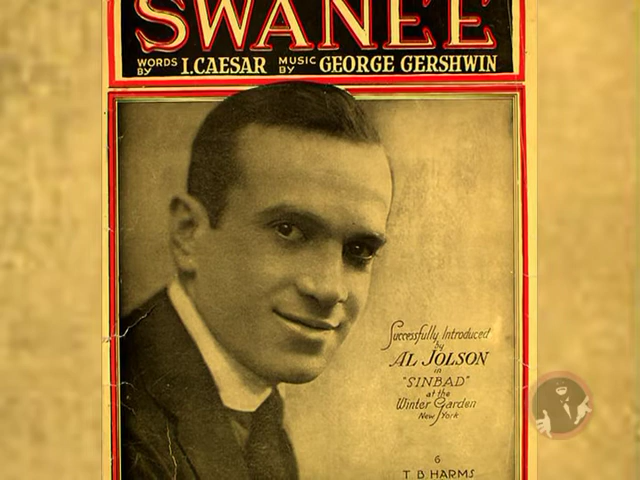 SWANEE
WORDS BY I. CAESAR MUSIC BY GEORGE GERSHWIN
Successfully Introduced
by
AL JOLSON
in
"SINBAD"
at the
Winter Garden
New York
6
T B HARMS